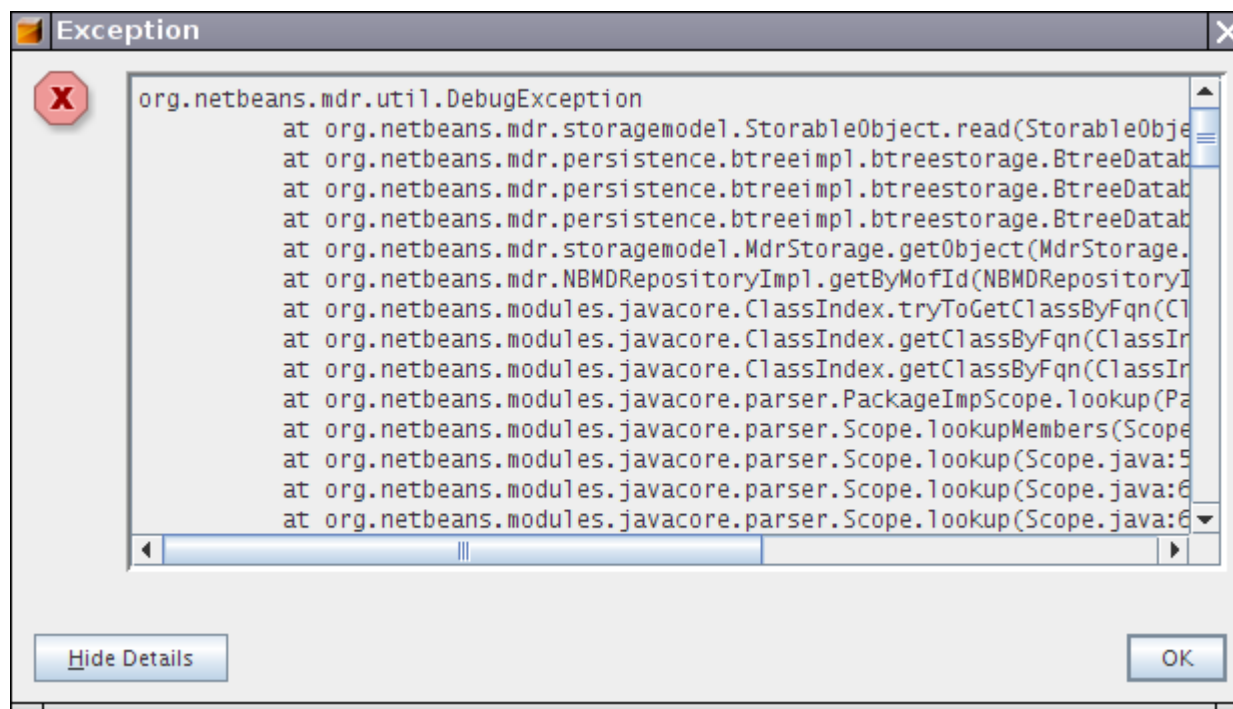 Exception
org.netbeans.mdr.util.DebugException
at org.netbeans.mdr.storagemodel.StorableObject.read(StorableObje
at org.netbeans.mdr.persistence.btreeimpl.btreestorage.BtreeDatab
at org.netbeans.mdr.persistence.btreeimpl.btreestorage.BtreeDatab
at org.netbeans.mdr.persistence.btreeimpl.btreestorage.BtreeDatab
at org.netbeans.mdr.storagemodel.MdrStorage.getObject(MdrStorage.
at org.netbeans.mdr.NBMDRepositoryImpl.getByMofId(NBMDRepositoryI
at org.netbeans.modules.javacore.ClassIndex.tryToGetClassByFqn(Cl
at org.netbeans.modules.javacore.ClassIndex.getClassByFqn(ClassIn
at org.netbeans.modules.javacore.ClassIndex.getClassByFqn(ClassIn
at org.netbeans.modules.javacore.parser.PackageImpScope.lookup(Pa
at org.netbeans.modules.javacore.parser.Scope.lookupMembers(Scope
at org.netbeans.modules.javacore.parser.Scope.lookup(Scope.java:5
at org.netbeans.modules.javacore.parser.Scope.lookup(Scope.java:6
at org.netbeans.modules.javacore.parser.Scope.lookup(Scope.java:6
Hide Details
OK